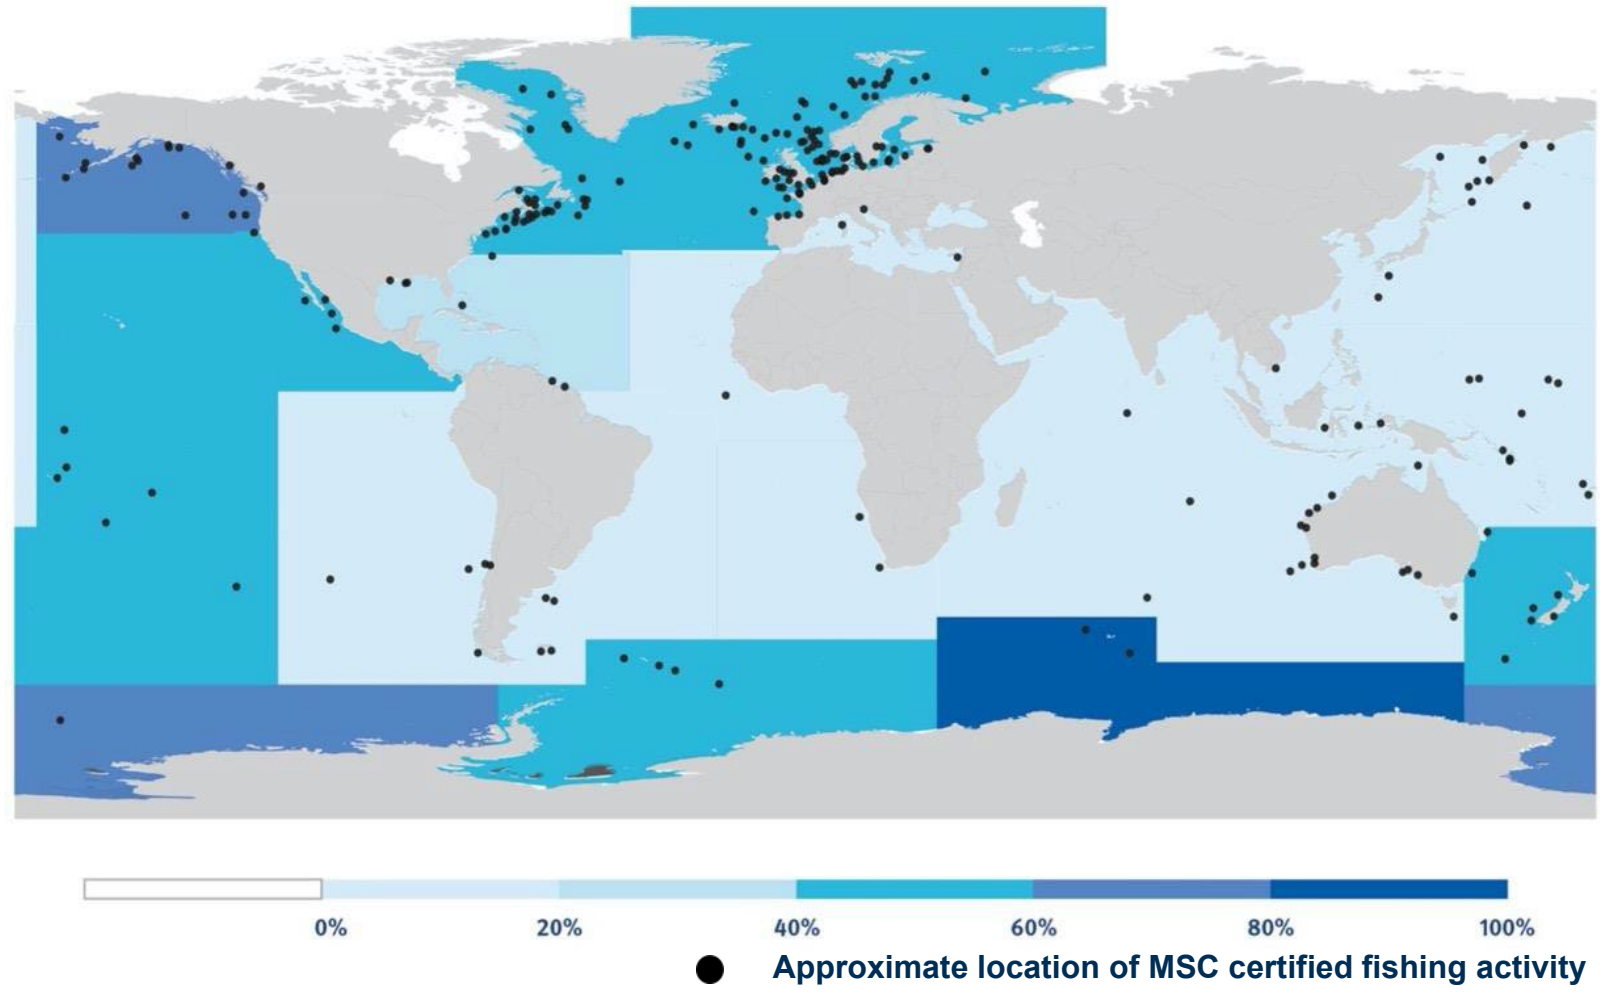 0% 20% 40% 60% 80% 100%
Approximate location of MSC certified fishing activity